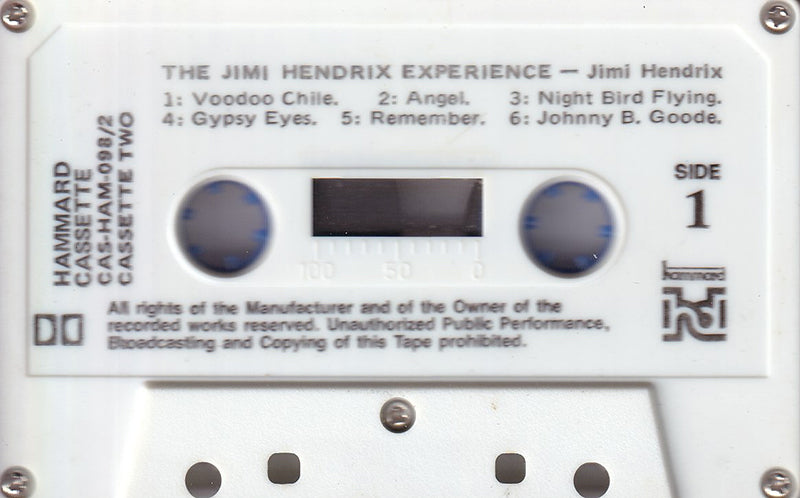 THE JIMI HENDRIX EXPERIENCE — Jimi Hendrix
1: Voodoo Chile. 2: Angel. 3: Night Bird Flying.
4: Gypsy Eyes. 5: Remember. 6: Johnny B. Goode.
HAMMARD
CASSETTE
CAS-HAM-098/2
CASSETTE TWO
SIDE
1
100 50 0
hammard
All rights of the Manufacturer and of the Owner of the
recorded works reserved. Unauthorized Public Performance,
Broadcasting and Copying of this Tape prohibited.